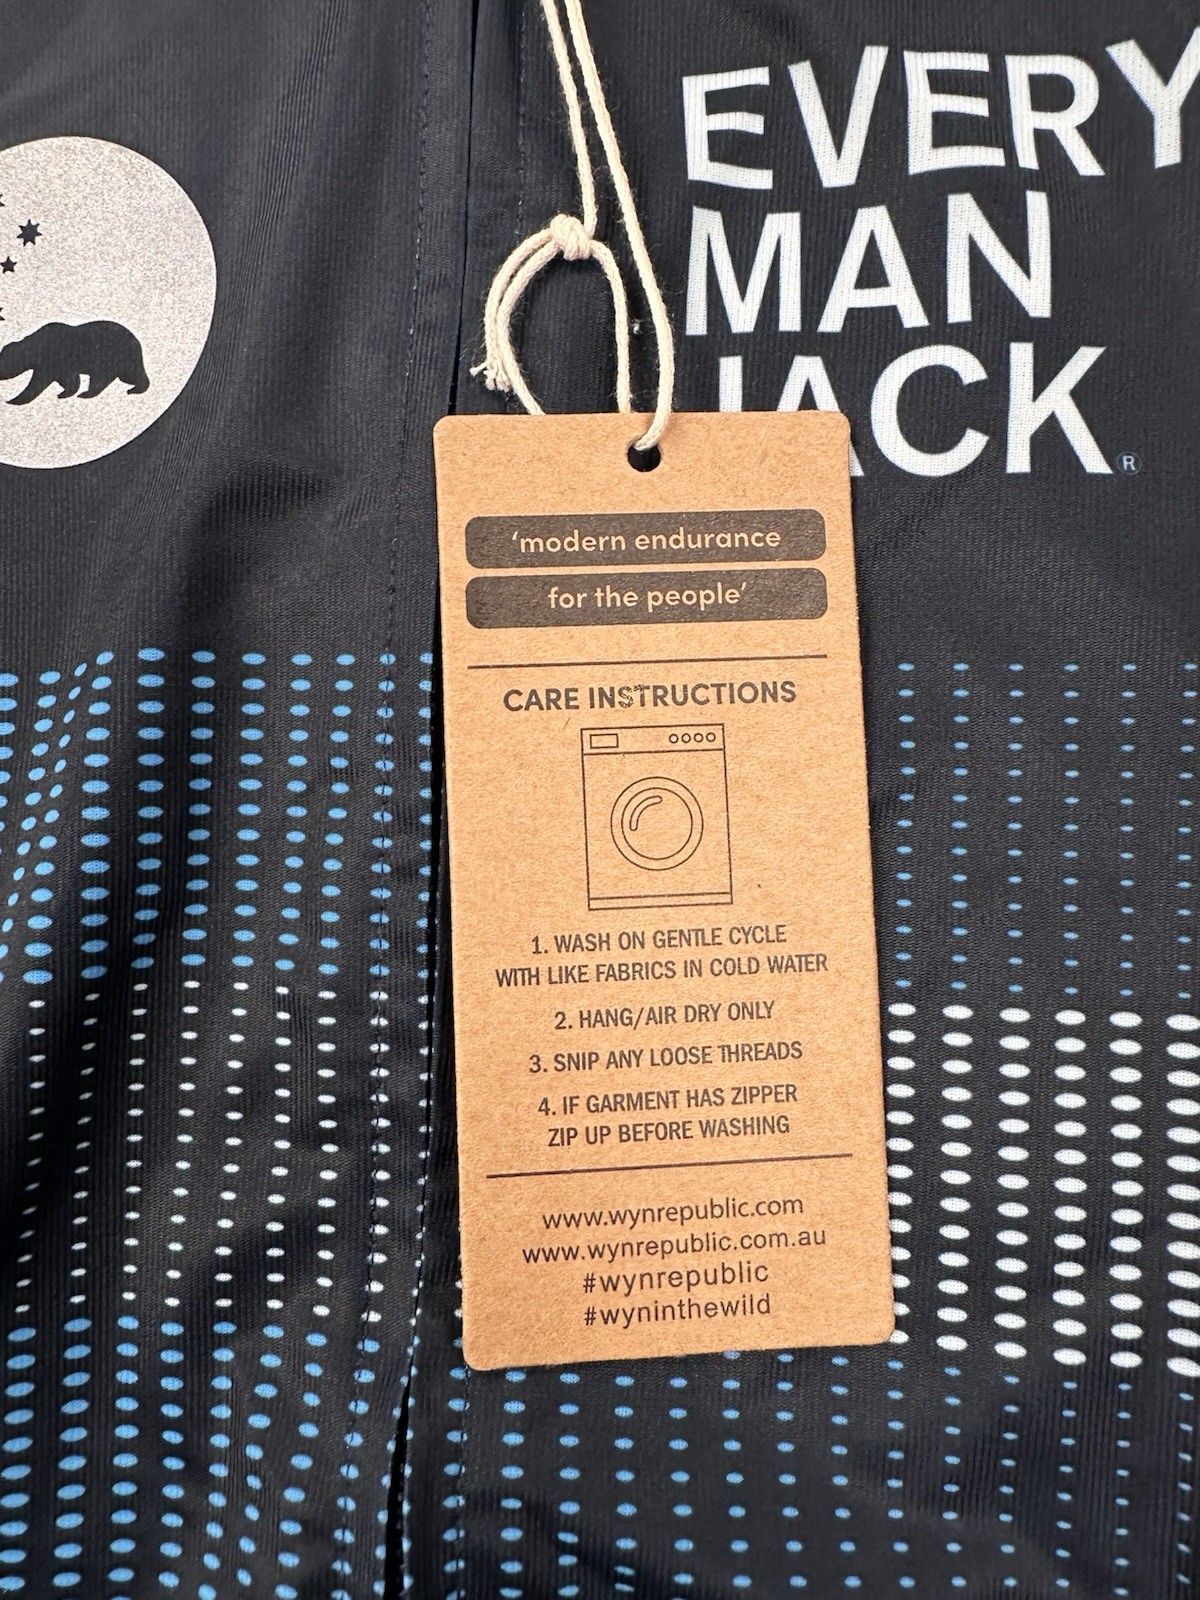 EVERY
MAN
JACK®
‘modern endurance
for the people’
CARE INSTRUCTIONS
1. WASH ON GENTLE CYCLE
WITH LIKE FABRICS IN COLD WATER
2. HANG/AIR DRY ONLY
3. SNIP ANY LOOSE THREADS
4. IF GARMENT HAS ZIPPER
ZIP UP BEFORE WASHING
www.wynrepublic.com
www.wynrepublic.com.au
#wynrepublic
#wyninthewild